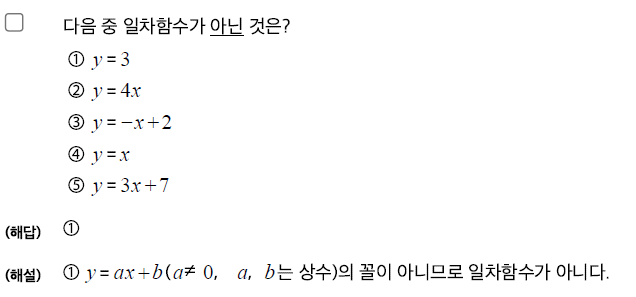 다음 중 일차함수가 아닌 것은?
① y=3
② y=4x
③ y=−x+2
④ y=x
⑤ y=3x+7
(해답) ①
(해설) ① y=ax+b(a≠ 0, a, b는 상수)의 꼴이 아니므로 일차함수가 아니다.